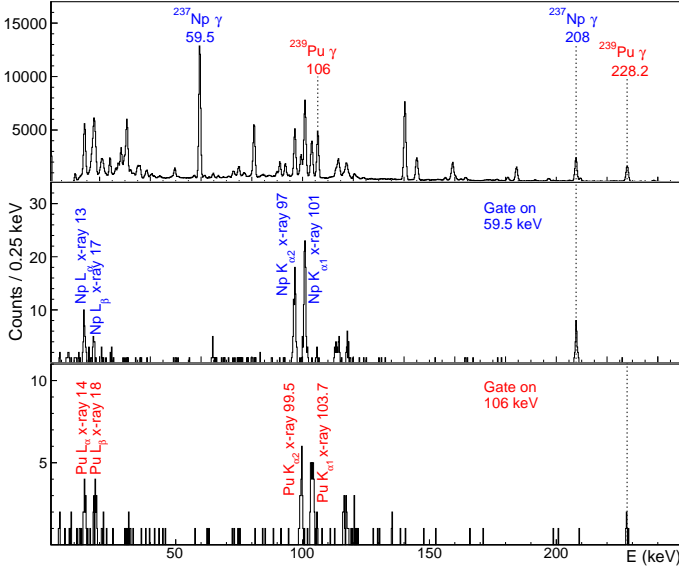 ²³⁷Np γ
59.5
²³⁹Pu γ
106
²³⁷Np γ
208
²³⁹Pu γ
228.2
15000
10000
5000
Counts / 0.25 keV
30
20
10
Np Lα x-ray 13
Np Lβ x-ray 17
Np Kα2 x-ray 97
Np Kα1 x-ray 101
Gate on
59.5 keV
10
5
Pu Lα x-ray 14
Pu Lβ x-ray 18
Pu Kα2 x-ray 99.5
Pu Kα1 x-ray 103.7
Gate on
106 keV
50 100 150 200 E (keV)